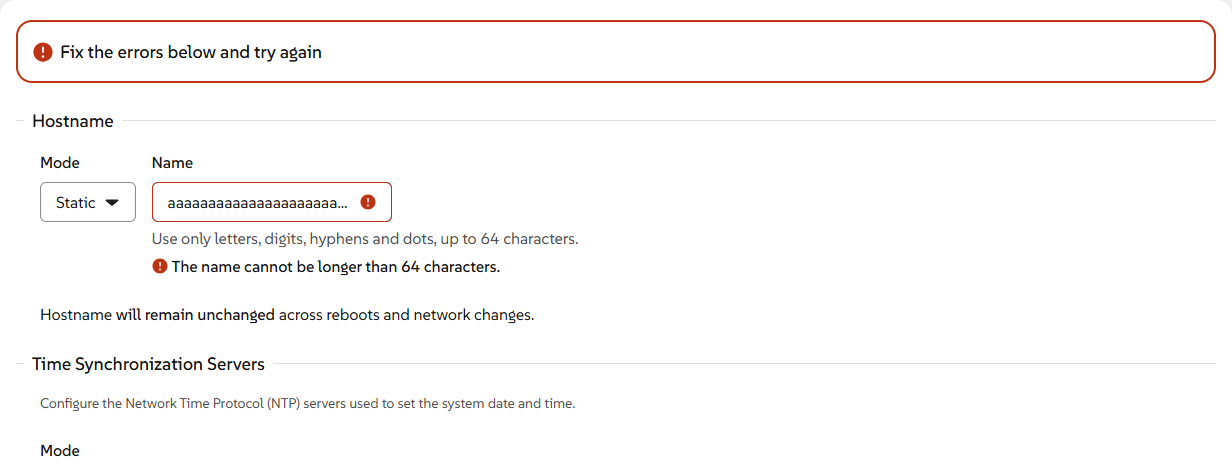 Fix the errors below and try again
Hostname
Mode
Name
Static
aaaaaaaaaaaaaaaaaaaaa...
Use only letters, digits, hyphens and dots, up to 64 characters.
The name cannot be longer than 64 characters.
Hostname will remain unchanged across reboots and network changes.
Time Synchronization Servers
Configure the Network Time Protocol (NTP) servers used to set the system date and time.
Mode